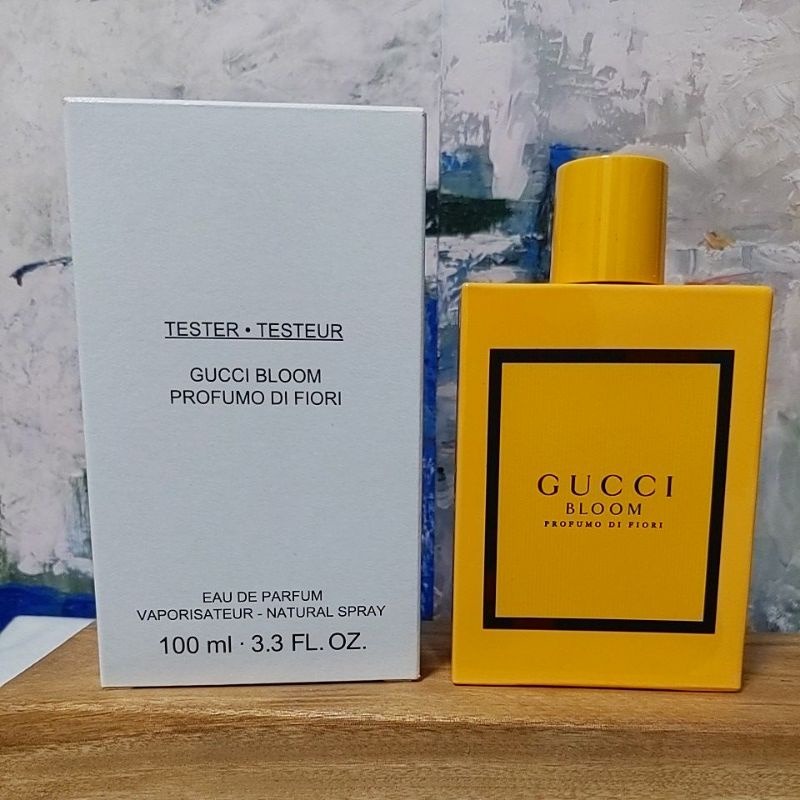 TESTER • TESTEUR
GUCCI BLOOM
PROFUMO DI FIORI
EAU DE PARFUM
VAPORISATEUR - NATURAL SPRAY
100 ml · 3.3 FL. OZ.
GUCCI
BLOOM
PROFUMO DI FIORI